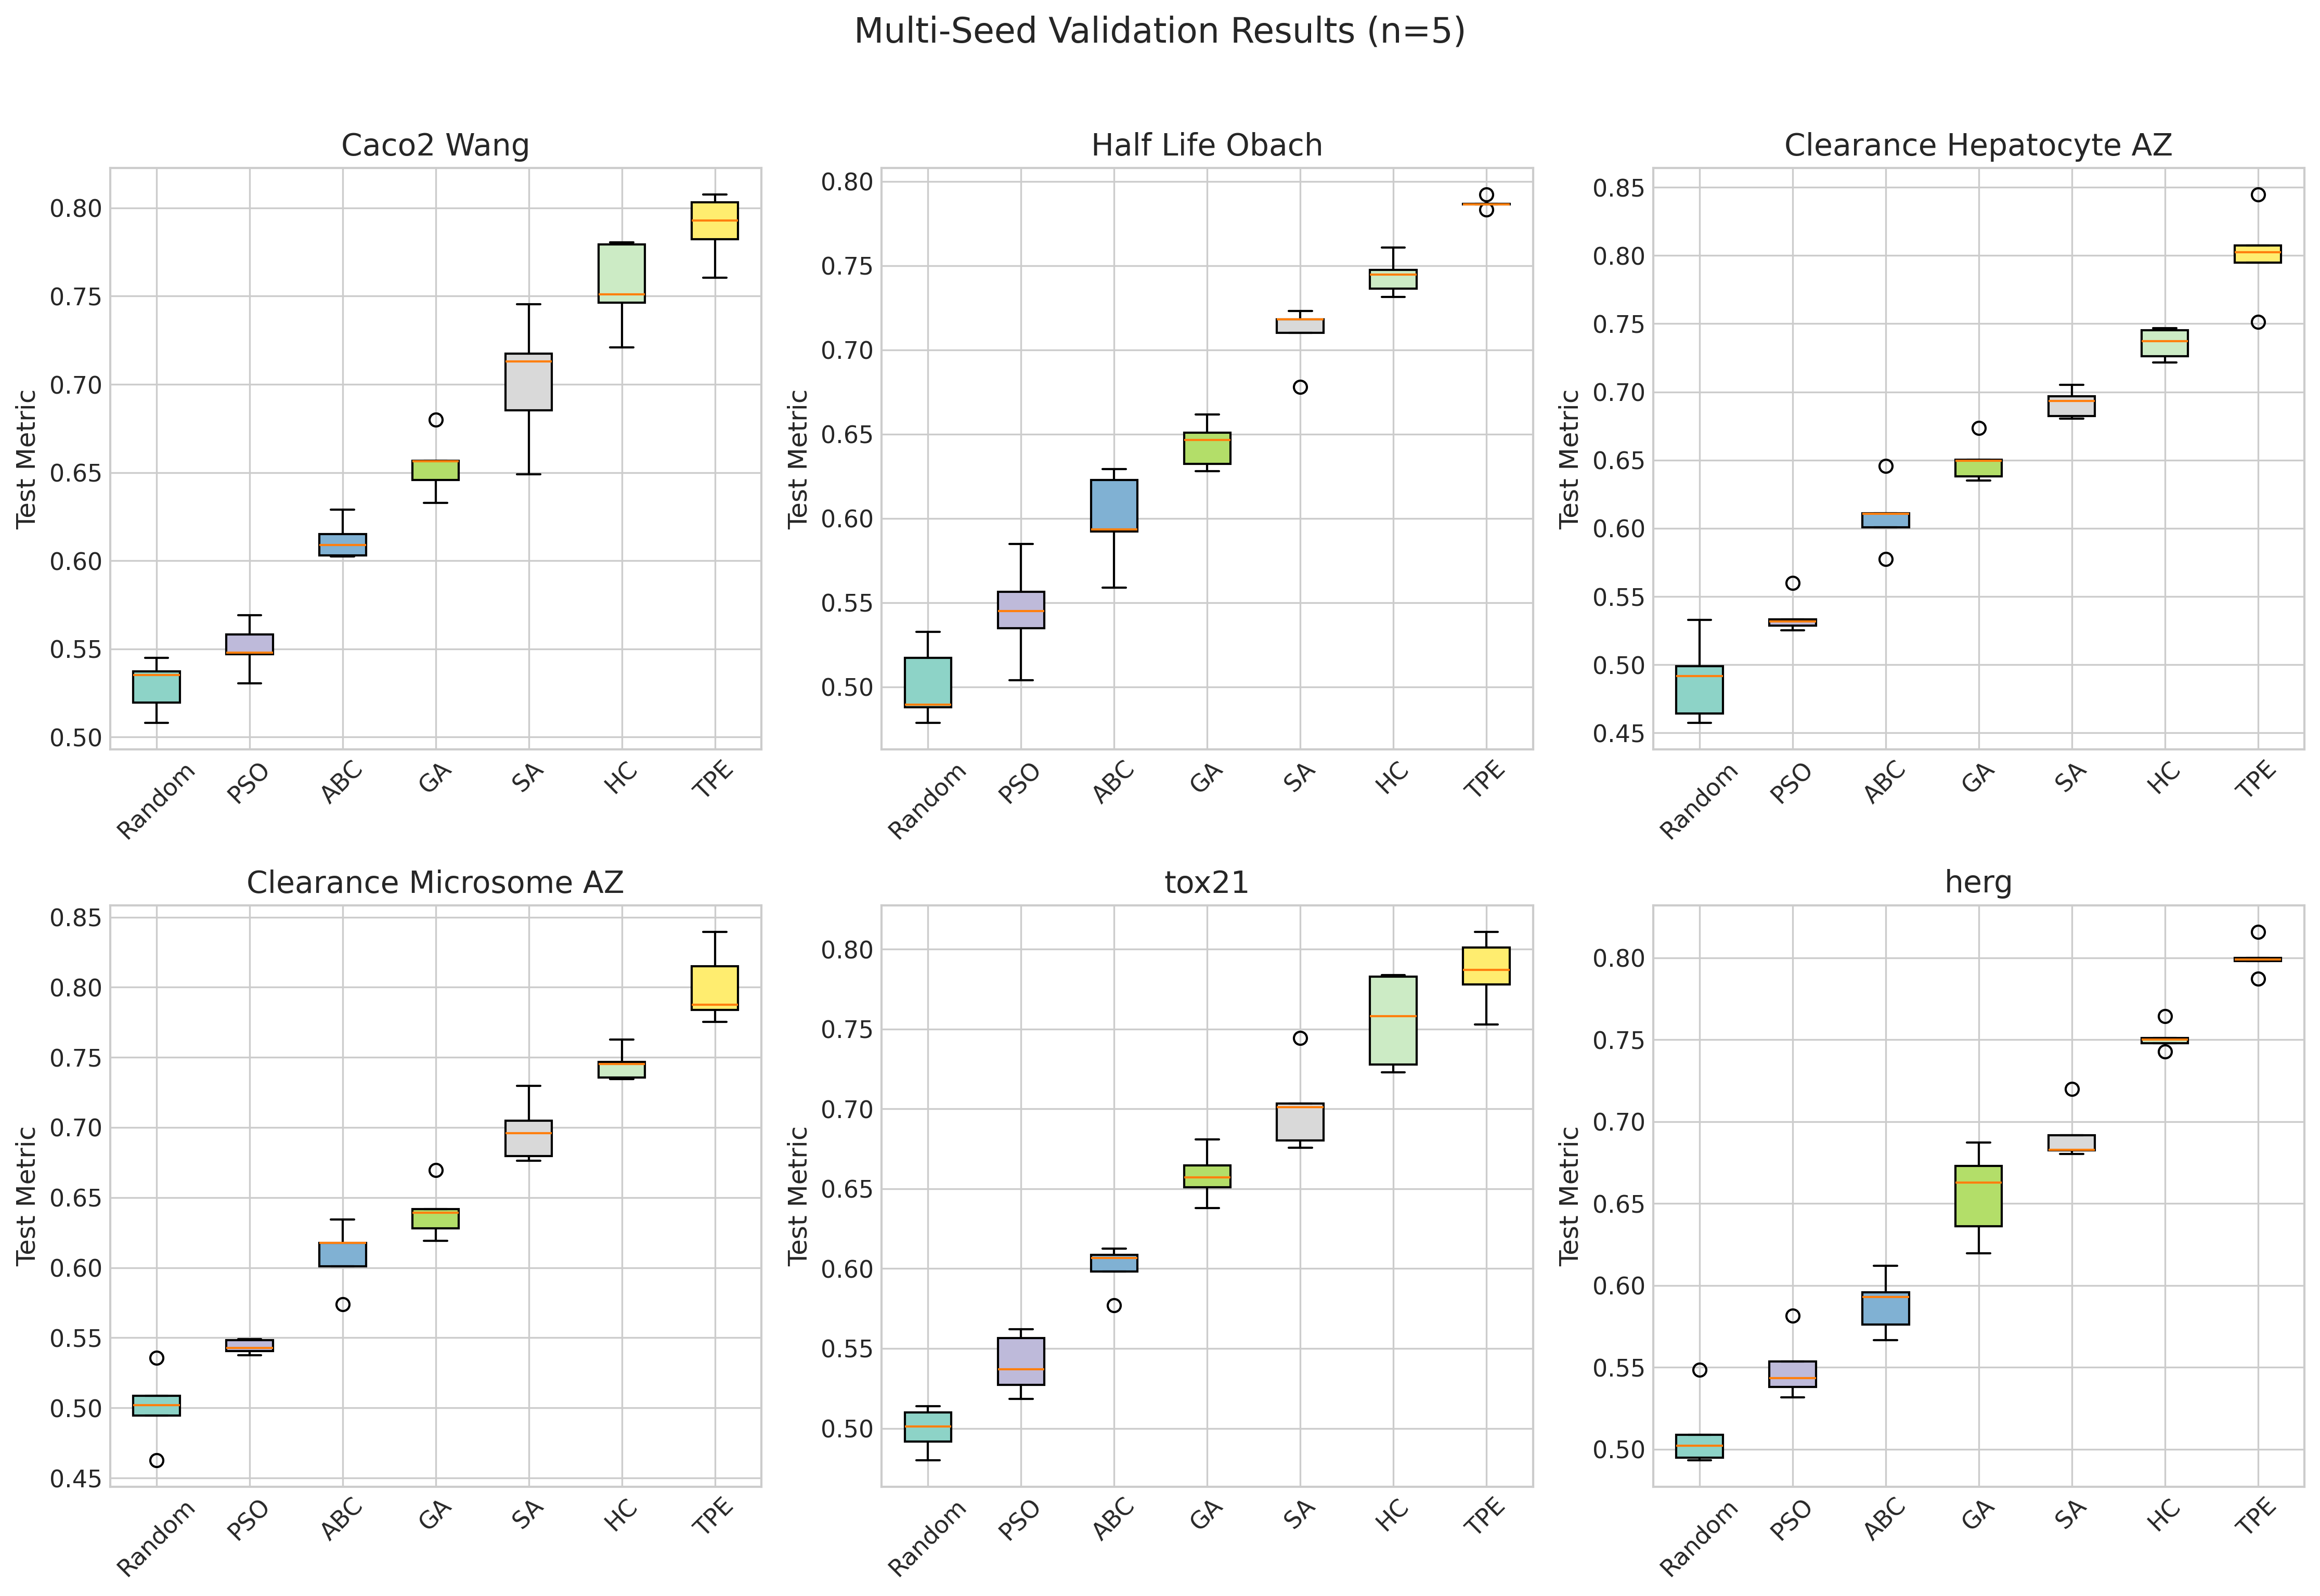 Multi-Seed Validation Results (n=5)
Caco2 Wang
Test Metric
0.80
0.75
0.70
0.65
0.60
0.55
0.50
Random PSO ABC GA SA HC TPE
Half Life Obach
Test Metric
0.80
0.75
0.70
0.65
0.60
0.55
0.50
Random PSO ABC GA SA HC TPE
Clearance Hepatocyte AZ
Test Metric
0.85
0.80
0.75
0.70
0.65
0.60
0.55
0.50
0.45
Random PSO ABC GA SA HC TPE
Clearance Microsome AZ
Test Metric
0.85
0.80
0.75
0.70
0.65
0.60
0.55
0.50
0.45
Random PSO ABC GA SA HC TPE
tox21
Test Metric
0.80
0.75
0.70
0.65
0.60
0.55
0.50
Random PSO ABC GA SA HC TPE
herg
Test Metric
0.80
0.75
0.70
0.65
0.60
0.55
0.50
Random PSO ABC GA SA HC TPE